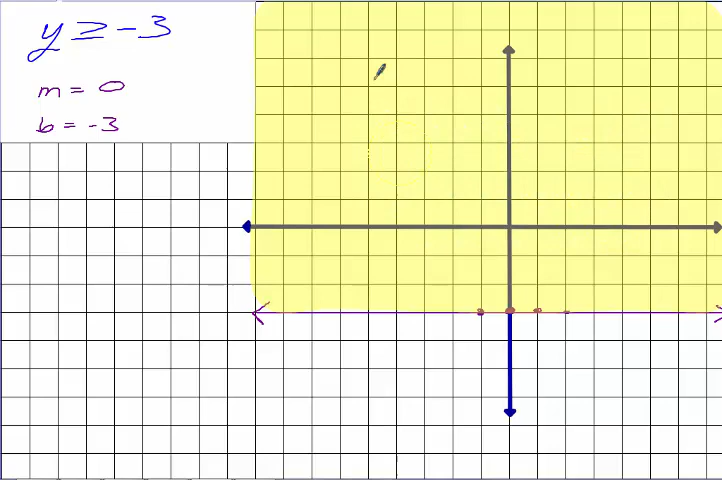 y ≥ -3
m = 0
b = -3